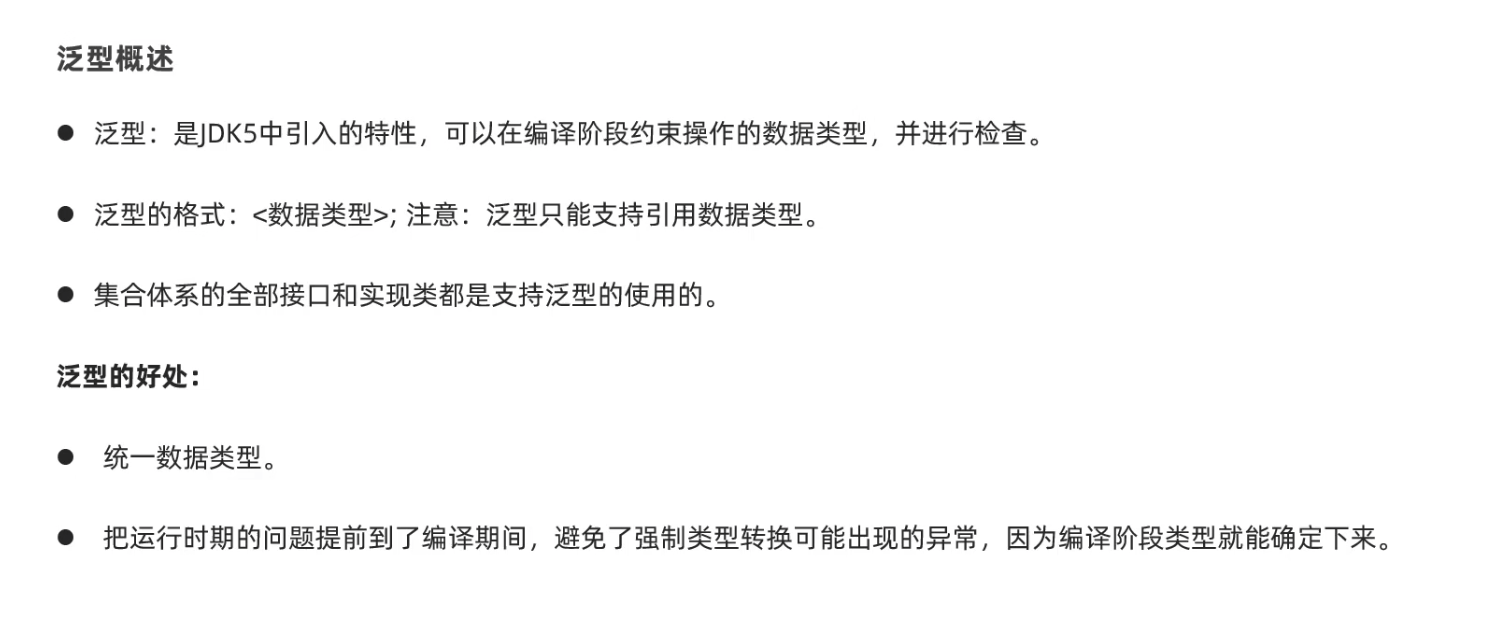 泛型概述
● 泛型：是JDK5中引入的特性，可以在编译阶段约束操作的数据类型，并进行检查。
● 泛型的格式：<数据类型>; 注意：泛型只能支持引用数据类型。
● 集合体系的全部接口和实现类都是支持泛型的使用的。
泛型的好处：
● 统一数据类型。
● 把运行时期的问题提前到了编译期间，避免了强制类型转换可能出现的异常，因为编译阶段类型就能确定下来。